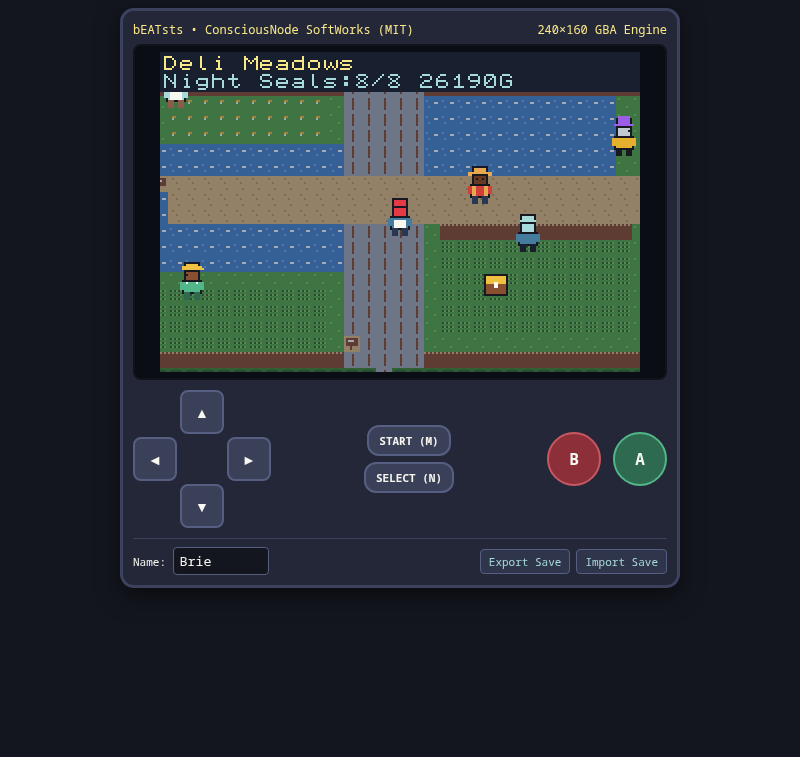 bEATsts • ConsciousNode SoftWorks (MIT)
240×160 GBA Engine
Deli Meadows
Night Seals:8/8 26190G
START (M)
SELECT (N)
B
A
Name: Brie
Export Save
Import Save